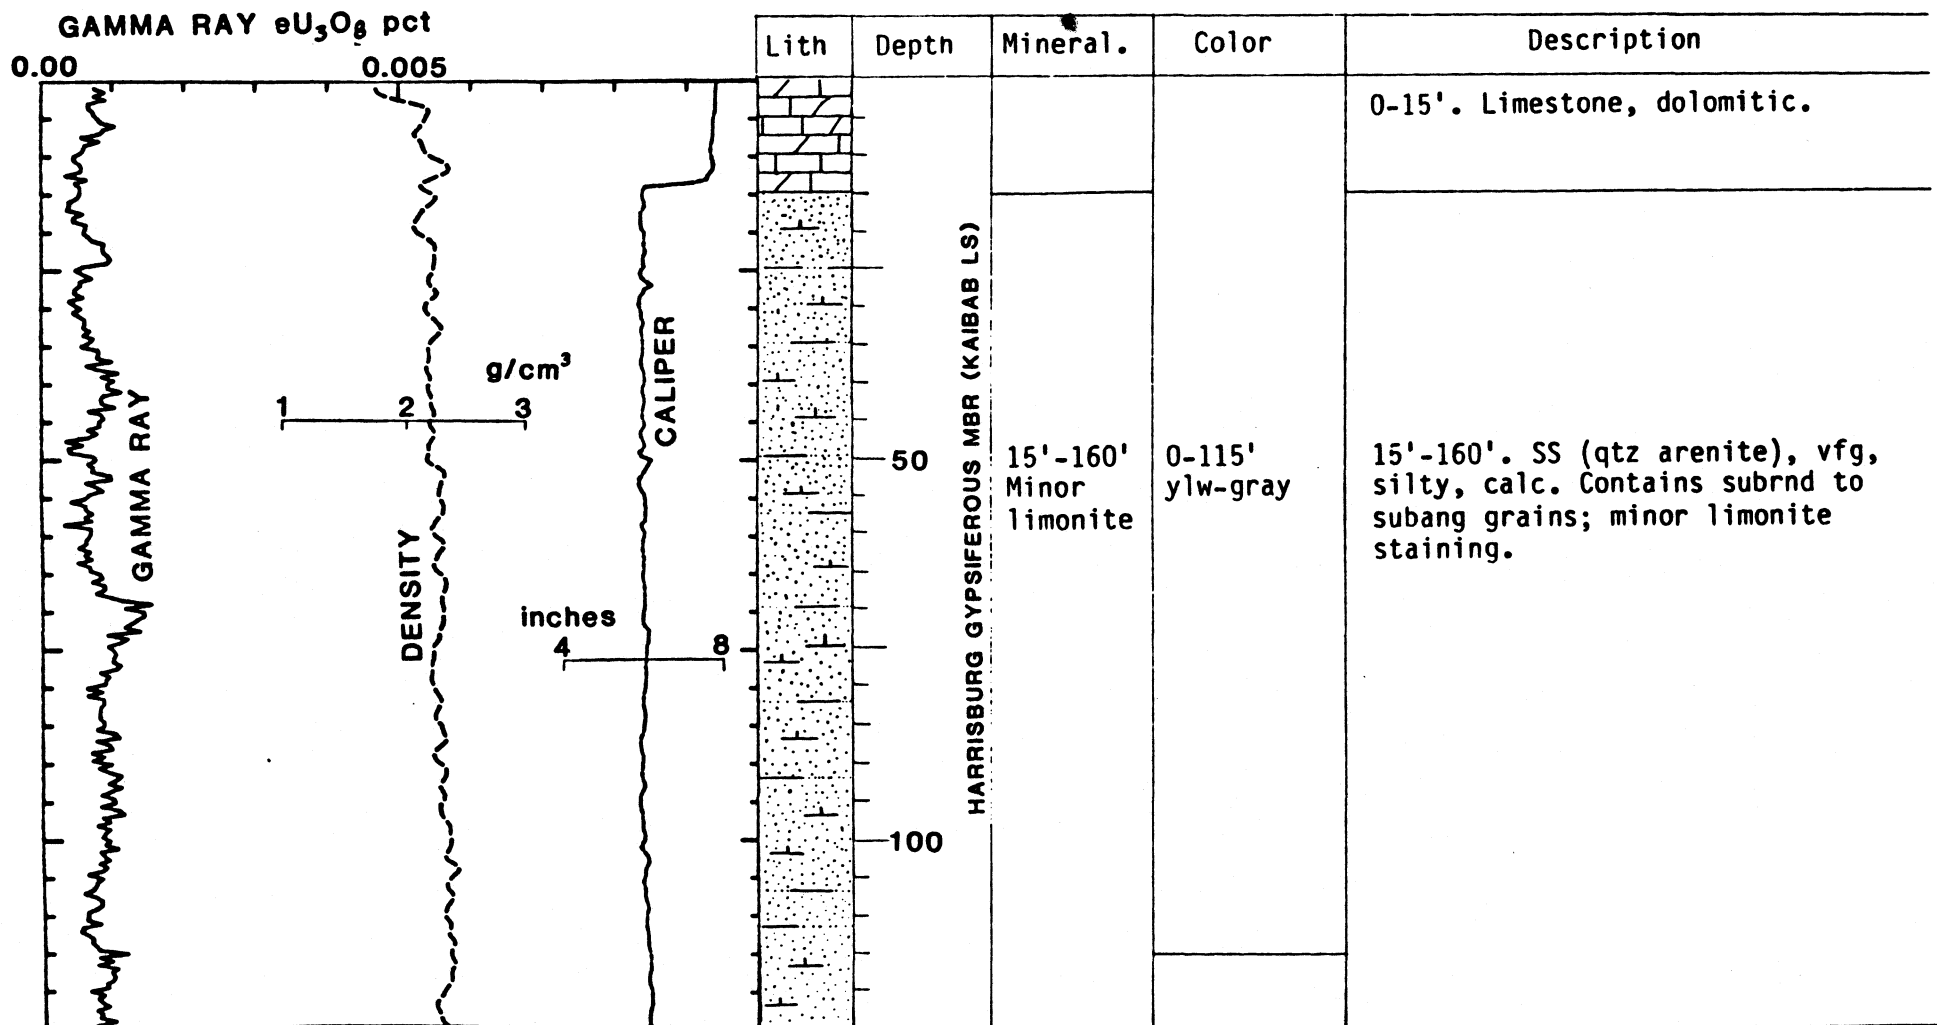 GAMMA RAY eU₃O₈ pct
0.00 0.005
Lith Depth Mineral. Color Description
0-15'. Limestone, dolomitic.
GAMMA RAY
DENSITY
g/cm³
1 2 3
CALIPER
inches
4 8
50
100
HARRISBURG GYPSIFEROUS MBR (KAIBAB LS)
15'-160'
Minor
limonite
0-115'
ylw-gray
15'-160'. SS (qtz arenite), vfg,
silty, calc. Contains subrnd to
subang grains; minor limonite
staining.